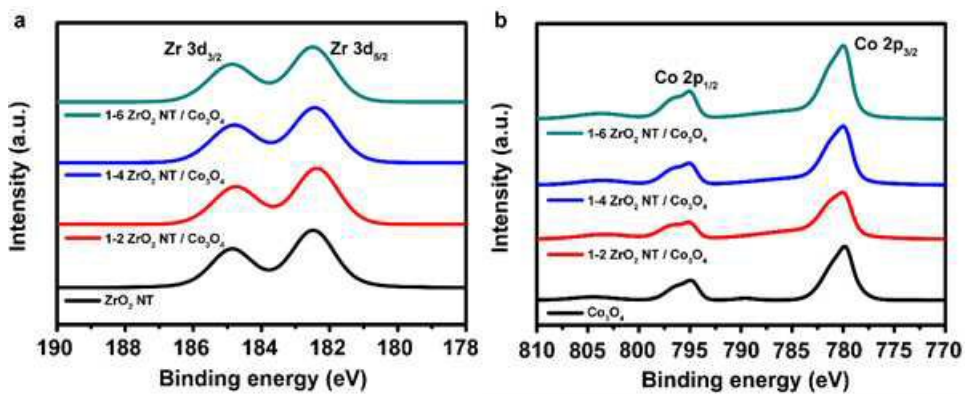 a
Zr 3d3/2
Zr 3d5/2
1-6 ZrO2 NT / Co3O4
1-4 ZrO2 NT / Co3O4
1-2 ZrO2 NT / Co3O4
ZrO2 NT
Intensity (a.u.)
190 188 186 184 182 180 178
Binding energy (eV)
b
Co 2p3/2
Co 2p1/2
1-6 ZrO2 NT / Co3O4
1-4 ZrO2 NT / Co3O4
1-2 ZrO2 NT / Co3O4
Co3O4
Intensity (a.u.)
810 805 800 795 790 785 780 775 770
Binding energy (eV)